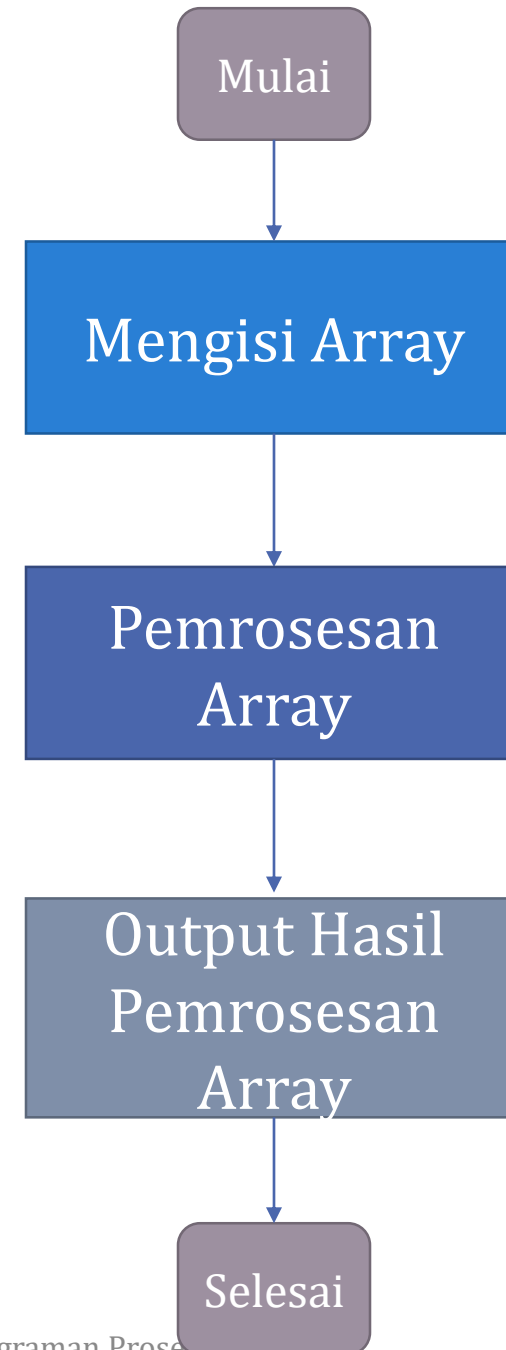 Mulai
Mengisi Array
Pemrosesan
Array
Output Hasil
Pemrosesan
Array
Selesai